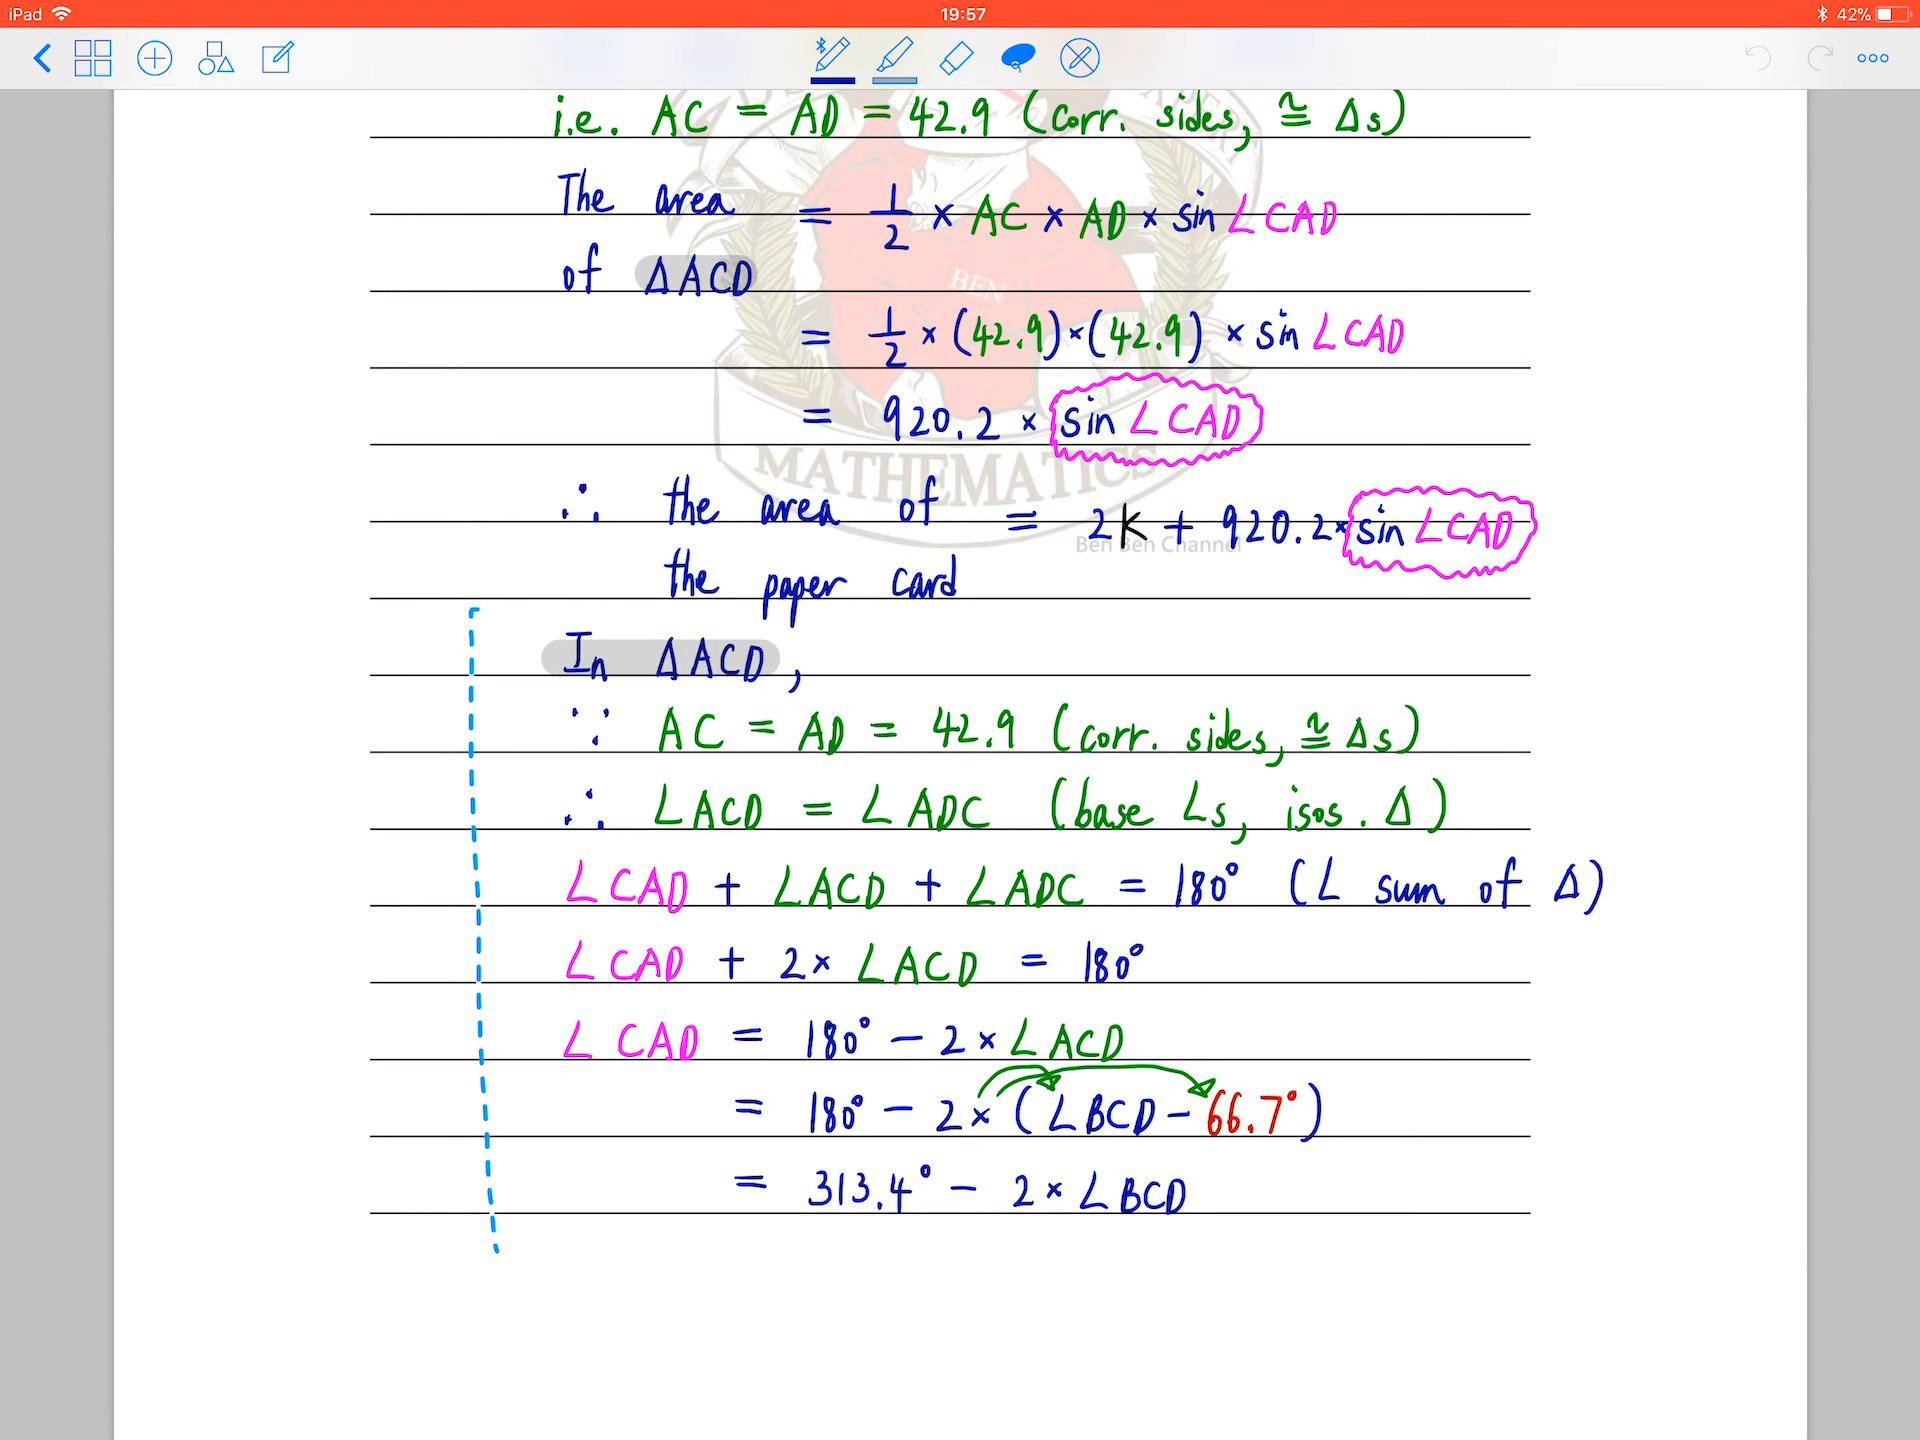 iPad 19:57 42%
i.e. AC = AD = 42.9 (corr. sides, ≅ Δs)
The area of ΔACD = 1/2 × AC × AD × sin ∠CAD
BEN
= 1/2 × (42.9) × (42.9) × sin ∠CAD
= 920.2 × sin ∠CAD
MATHEMATICS
∴ the area of the paper card = 2K + 920.2 × sin ∠CAD
Ben Ben Channel
In ΔACD,
∵ AC = AD = 42.9 (corr. sides, ≅ Δs)
∴ ∠ACD = ∠ADC (base ∠s, isos. Δ)
∠CAD + ∠ACD + ∠ADC = 180° (∠ sum of Δ)
∠CAD + 2 × ∠ACD = 180°
∠CAD = 180° − 2 × ∠ACD
= 180° − 2 × (∠BCD − 66.7°)
= 313.4° − 2 × ∠BCD